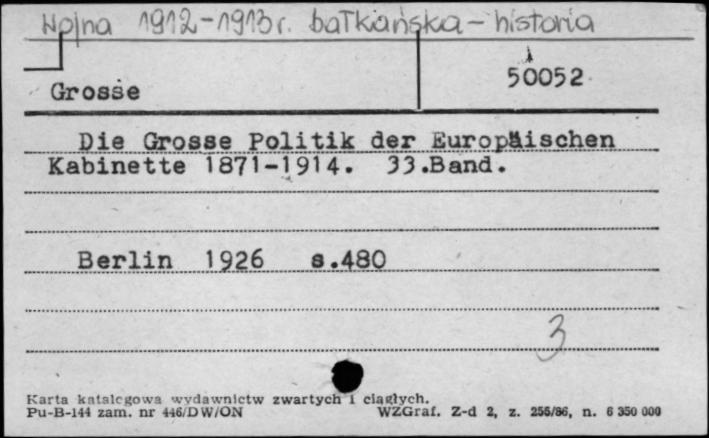 Wojna 1912-1913r. bałkańska - historia
50052
Grosse
Die Grosse Politik der Europäischen
Kabinette 1871-1914. 33.Band.
Berlin 1926 s.480
3
Karta katalogowa wydawnictw zwartych i ciągłych.
Pu-B-144 zam. nr 446/DW/ON WZGraf. Z-d 2, z. 256/86, n. 6 350 000